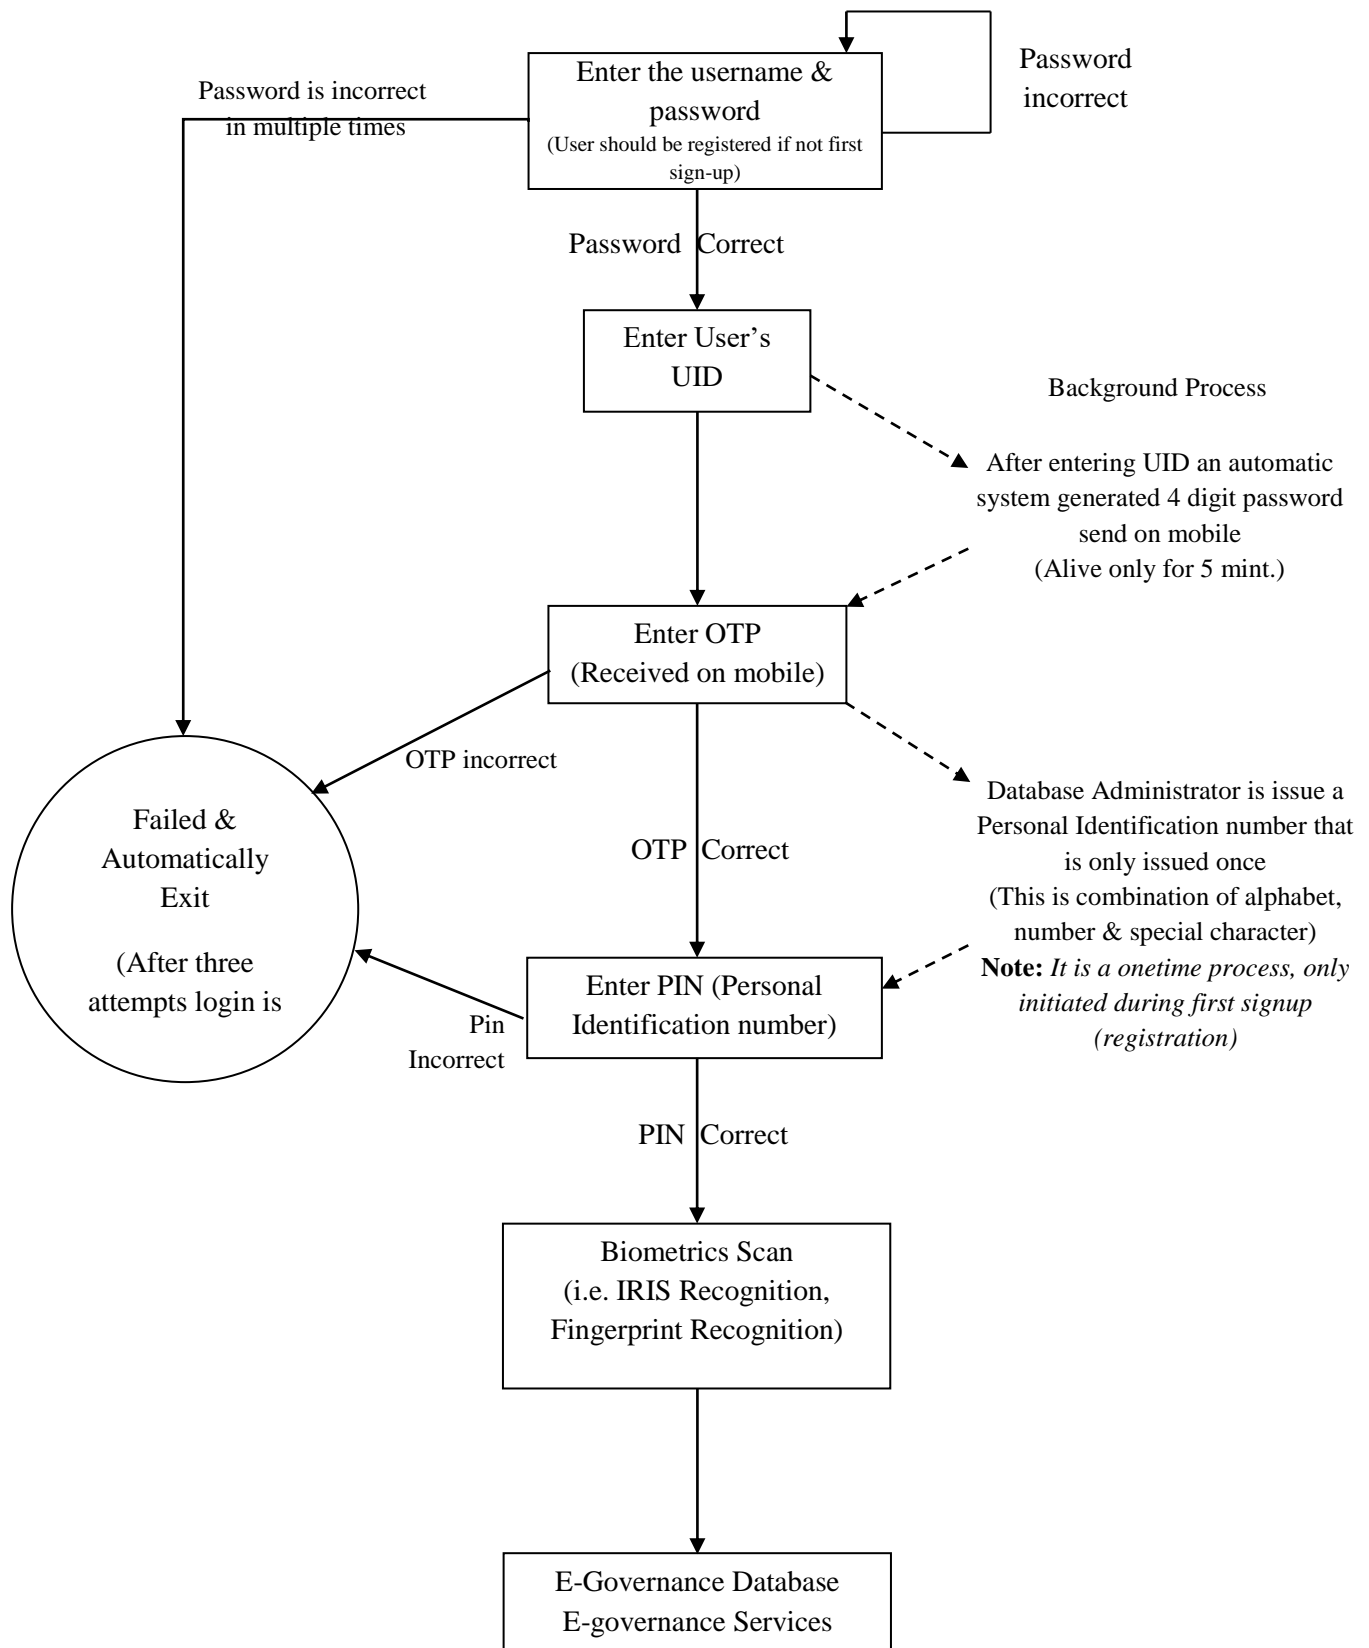 Enter the username &
password
(User should be registered if not first
sign-up)
Password
incorrect
Password is incorrect
in multiple times
Password Correct
Enter User’s
UID
Background Process
After entering UID an automatic
system generated 4 digit password
send on mobile
(Alive only for 5 mint.)
Enter OTP
(Received on mobile)
OTP incorrect
OTP Correct
Failed &
Automatically
Exit
(After three
attempts login is
Database Administrator is issue a
Personal Identification number that
is only issued once
(This is combination of alphabet,
number & special character)
Note: It is a onetime process, only
initiated during first signup
(registration)
Enter PIN (Personal
Identification number)
Pin
Incorrect
PIN Correct
Biometrics Scan
(i.e. IRIS Recognition,
Fingerprint Recognition)
E-Governance Database
E-governance Services